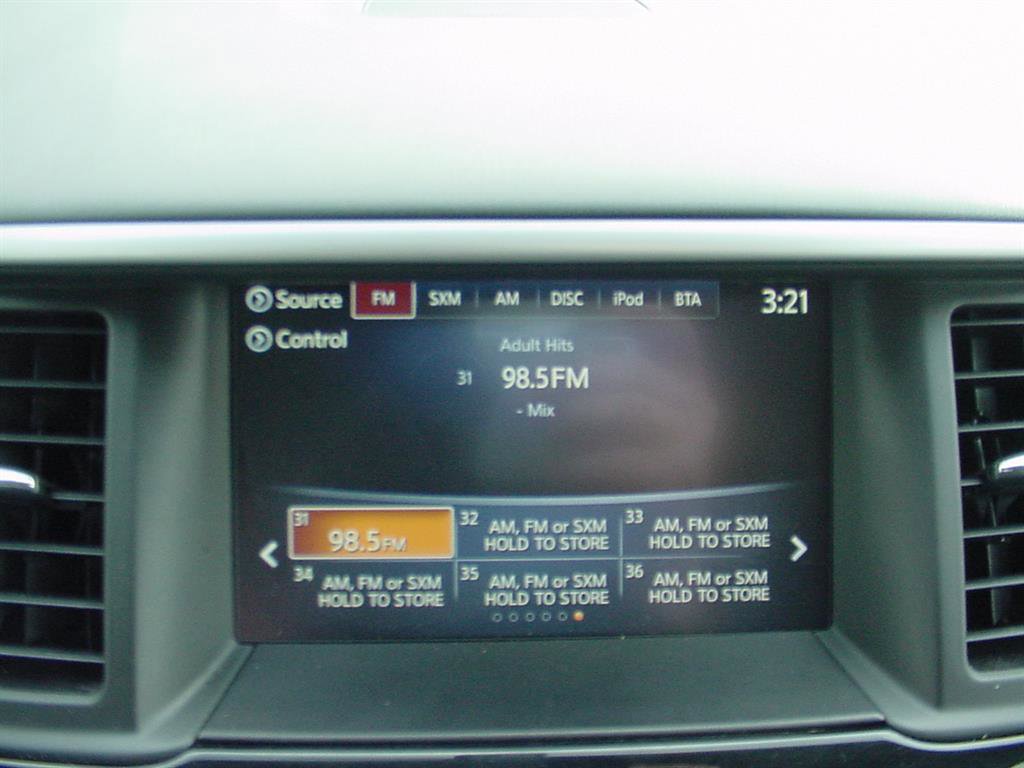 Source FM SXM AM DISC iPod BTA 3:21
Control
Adult Hits
31 98.5FM
- Mix
31 98.5FM
32 AM, FM or SXM
HOLD TO STORE
33 AM, FM or SXM
HOLD TO STORE
34 AM, FM or SXM
HOLD TO STORE
35 AM, FM or SXM
HOLD TO STORE
36 AM, FM or SXM
HOLD TO STORE